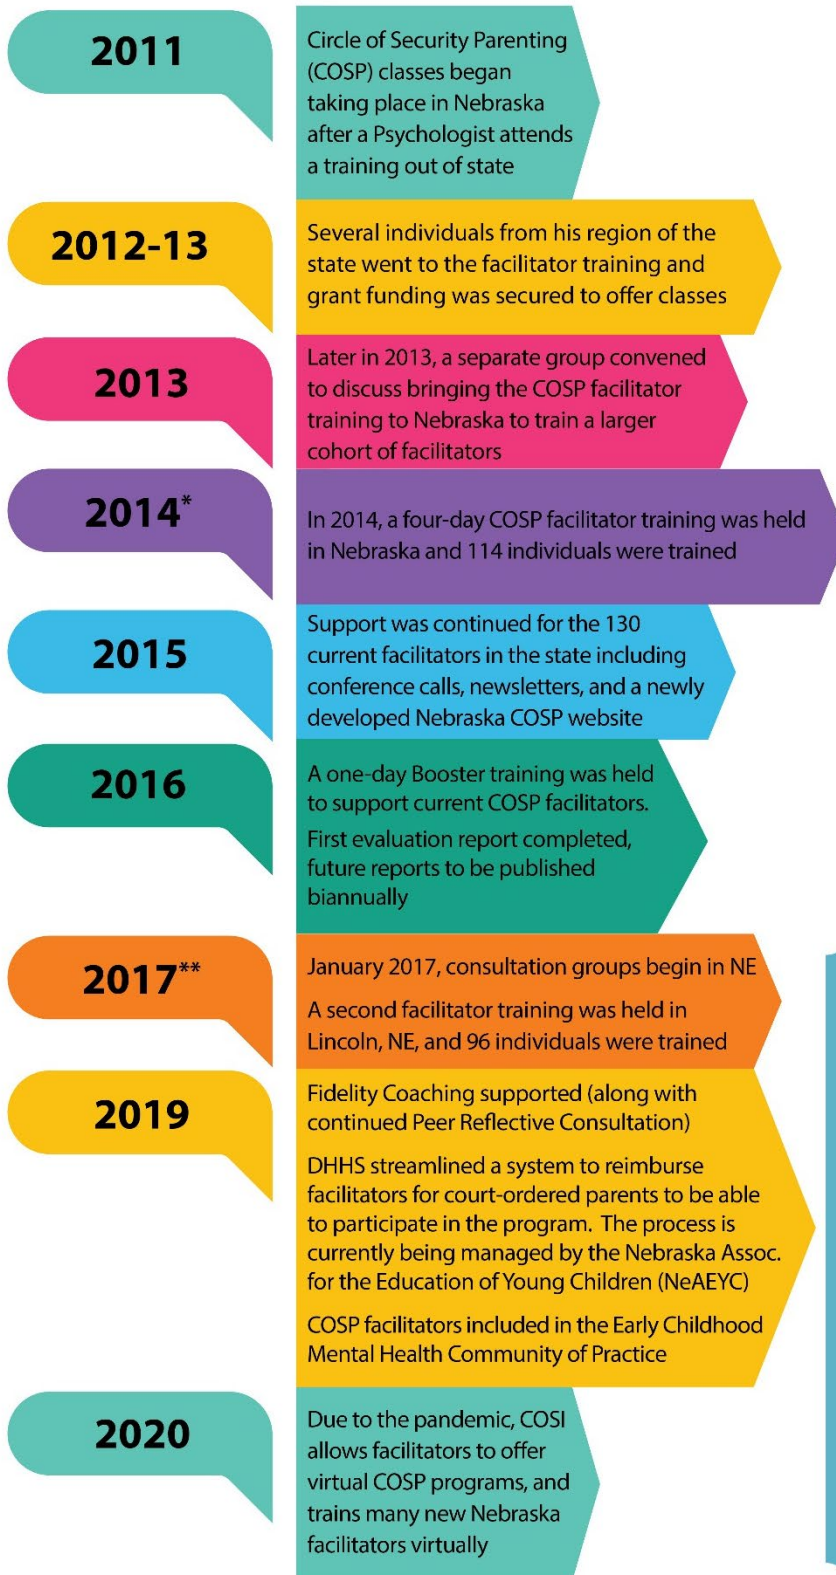 2011
Circle of Security Parenting
(COSP) classes began
taking place in Nebraska
after a Psychologist attends
a training out of state
2012-13
Several individuals from his region of the
state went to the facilitator training and
grant funding was secured to offer classes
2013
Later in 2013, a separate group convened
to discuss bringing the COSP facilitator
training to Nebraska to train a larger
cohort of facilitators
2014*
In 2014, a four-day COSP facilitator training was held
in Nebraska and 114 individuals were trained
2015
Support was continued for the 130
current facilitators in the state including
conference calls, newsletters, and a newly
developed Nebraska COSP website
2016
A one-day Booster training was held
to support current COSP facilitators.
First evaluation report completed,
future reports to be published
biannually
2017**
January 2017, consultation groups begin in NE
A second facilitator training was held in
Lincoln, NE, and 96 individuals were trained
2019
Fidelity Coaching supported (along with
continued Peer Reflective Consultation)
DHHS streamlined a system to reimburse
facilitators for court-ordered parents to be able
to participate in the program.  The process is
currently being managed by the Nebraska Assoc.
for the Education of Young Children (NeAEYC)
COSP facilitators included in the Early Childhood
Mental Health Community of Practice
2020
Due to the pandemic, COSI
allows facilitators to offer
virtual COSP programs, and
trains many new Nebraska
facilitators virtually